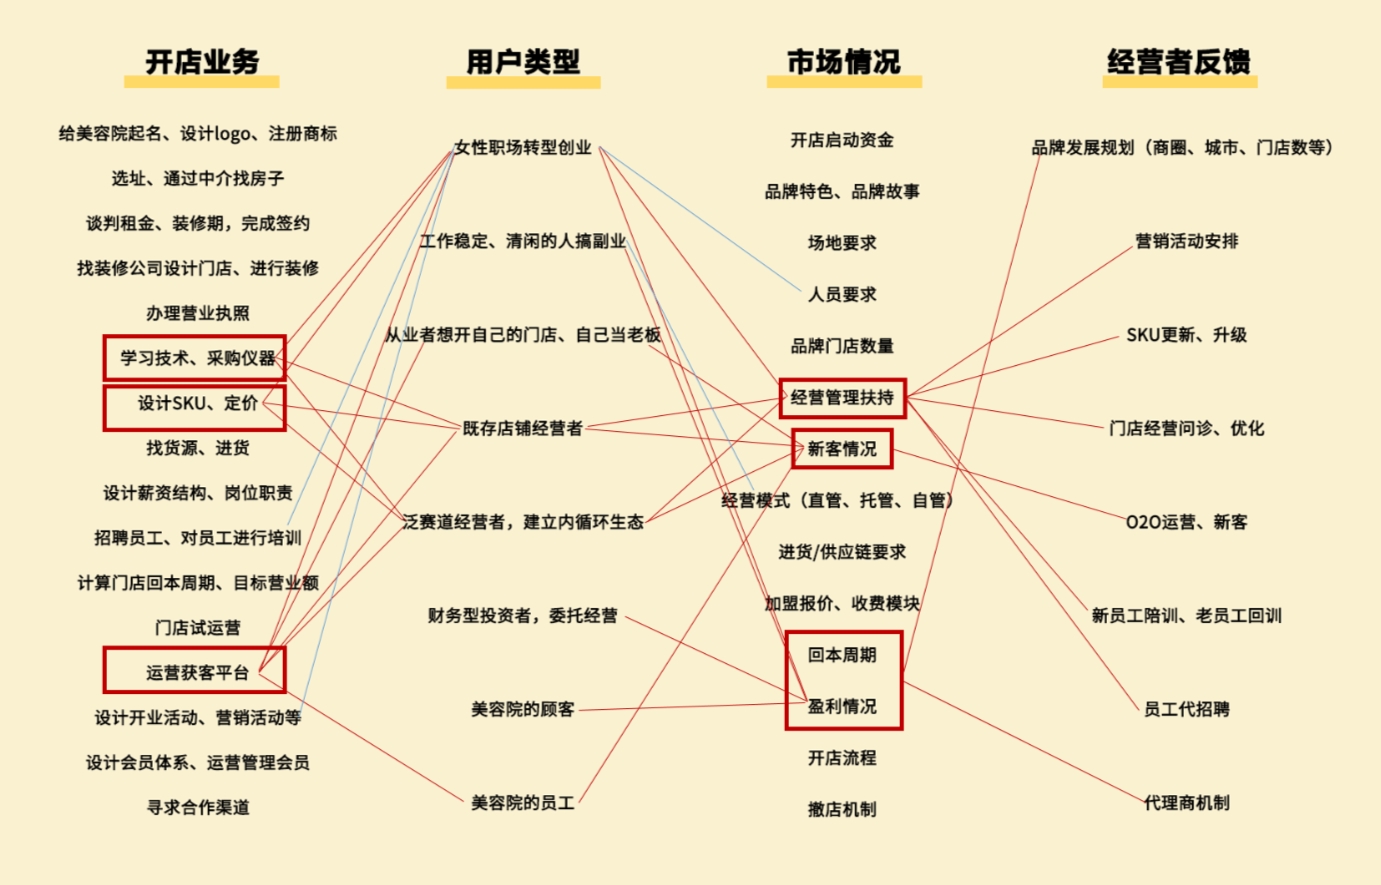 开店业务
给美容院起名、设计logo、注册商标
选址、通过中介找房子
谈判租金、装修期，完成签约
找装修公司设计门店、进行装修
办理营业执照
学习技术、采购仪器
设计SKU、定价
找货源、进货
设计薪资结构、岗位职责
招聘员工、对员工进行培训
计算门店回本周期、目标营业额
门店试运营
运营获客平台
设计开业活动、营销活动等
设计会员体系、运营管理会员
寻求合作渠道
用户类型
女性职场转型创业
工作稳定、清闲的人搞副业
从业者想开自己的门店、自己当老板
既存店铺经营者
泛赛道经营者，建立内循环生态
财务型投资者，委托经营
美容院的顾客
美容院的员工
市场情况
开店启动资金
品牌特色、品牌故事
场地要求
人员要求
品牌门店数量
经营管理扶持
新客情况
经营模式（直管、托管、自管）
进货/供应链要求
加盟报价、收费模块
回本周期
盈利情况
开店流程
撤店机制
经营者反馈
品牌发展规划（商圈、城市、门店数等）
营销活动安排
SKU更新、升级
门店经营问诊、优化
O2O运营、新客
新员工陪训、老员工回训
员工代招聘
代理商机制